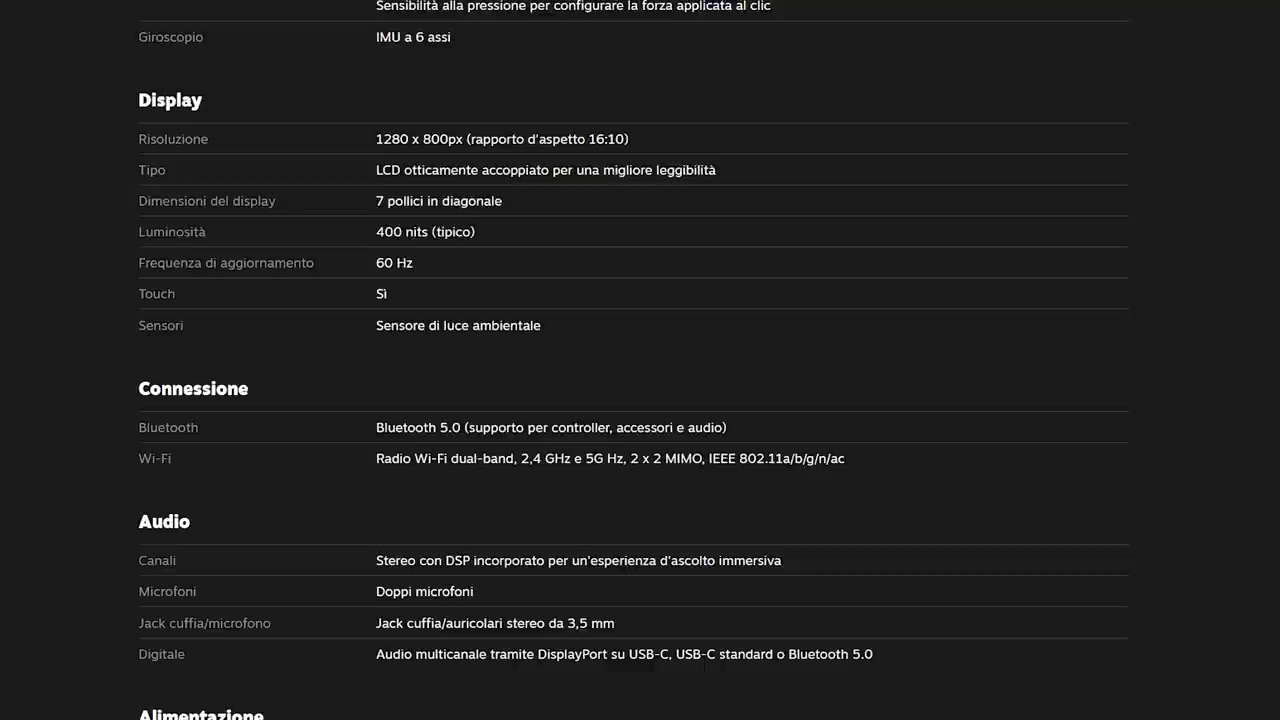 Sensibilità alla pressione per configurare la forza applicata al clic
Giroscopio IMU a 6 assi
Display
Risoluzione 1280 x 800px (rapporto d'aspetto 16:10)
Tipo LCD otticamente accoppiato per una migliore leggibilità
Dimensioni del display 7 pollici in diagonale
Luminosità 400 nits (tipico)
Frequenza di aggiornamento 60 Hz
Touch Sì
Sensori Sensore di luce ambientale
Connessione
Bluetooth Bluetooth 5.0 (supporto per controller, accessori e audio)
Wi-Fi Radio Wi-Fi dual-band, 2,4 GHz e 5G Hz, 2 x 2 MIMO, IEEE 802.11a/b/g/n/ac
Audio
Canali Stereo con DSP incorporato per un'esperienza d'ascolto immersiva
Microfoni Doppi microfoni
Jack cuffia/microfono Jack cuffia/auricolari stereo da 3,5 mm
Digitale Audio multicanale tramite DisplayPort su USB-C, USB-C standard o Bluetooth 5.0
Alimentazione